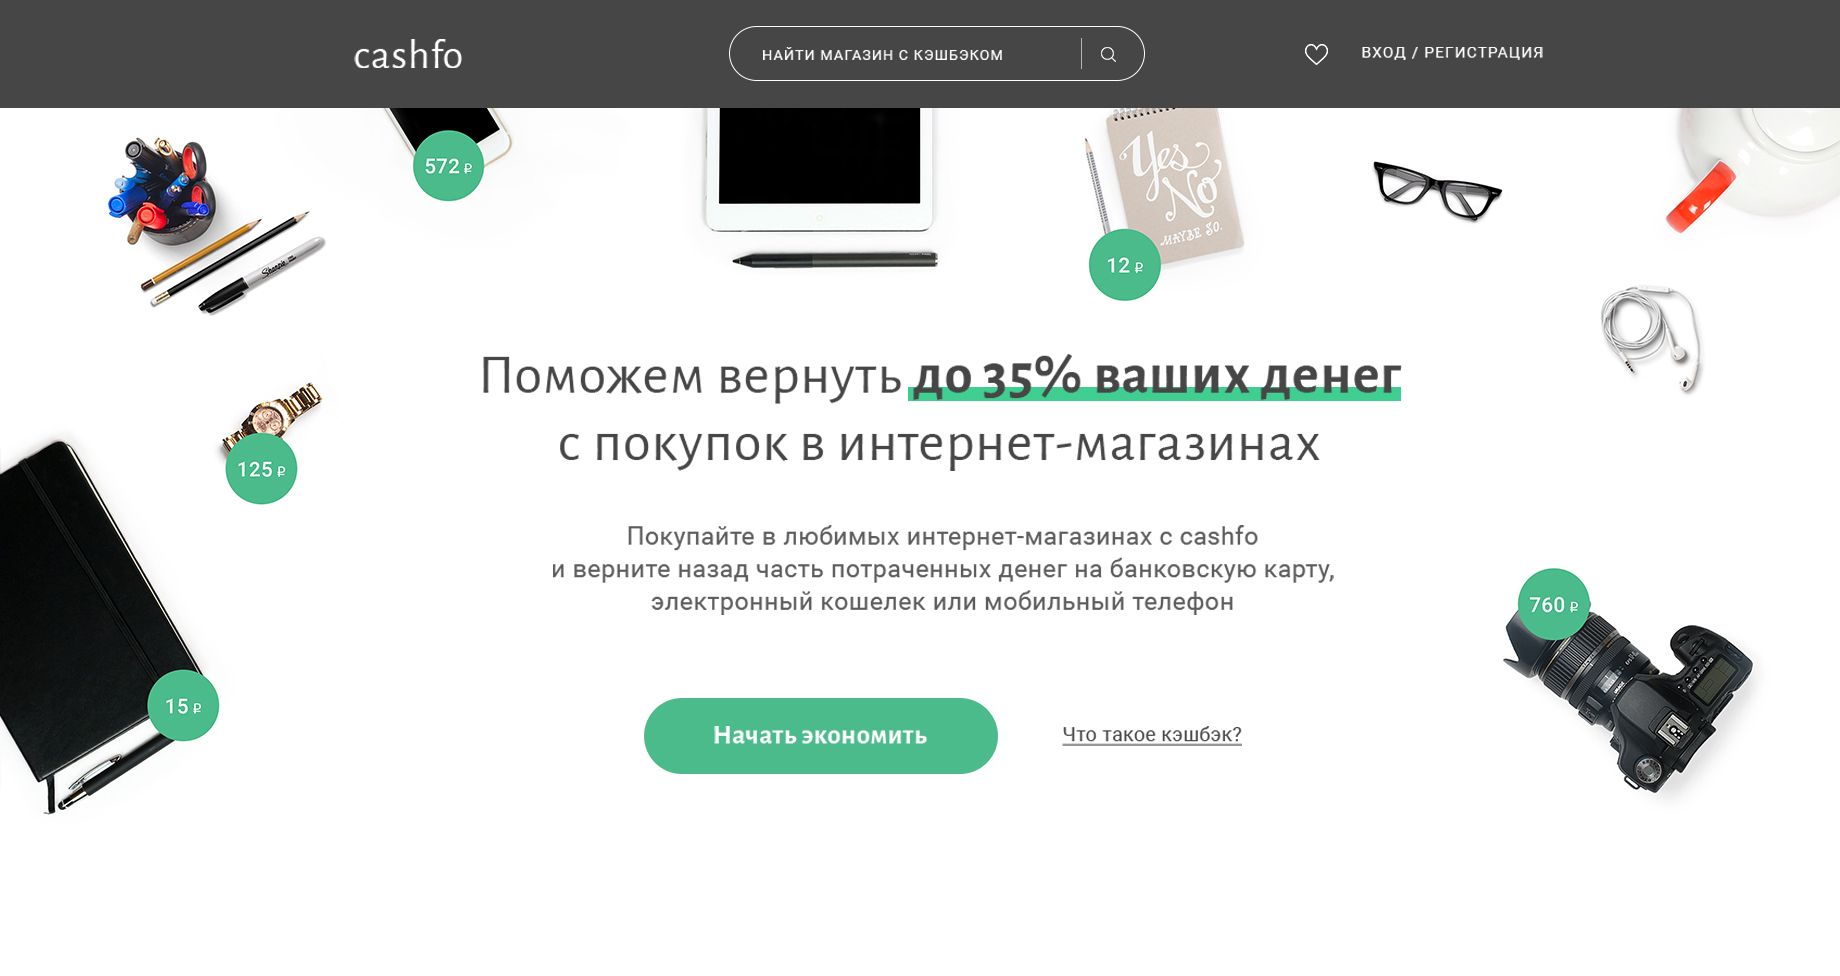 cashfo
НАЙТИ МАГАЗИН С КЭШБЭКОМ
ВХОД / РЕГИСТРАЦИЯ
572 ₽
Yes
No
MAYBE SO.
12 ₽
Sharpie
Поможем вернуть до 35% ваших денег
с покупок в интернет-магазинах
125 ₽
Покупайте в любимых интернет-магазинах с cashfo
и верните назад часть потраченных денег на банковскую карту,
электронный кошелек или мобильный телефон
760 ₽
15 ₽
Начать экономить
Что такое кэшбэк?